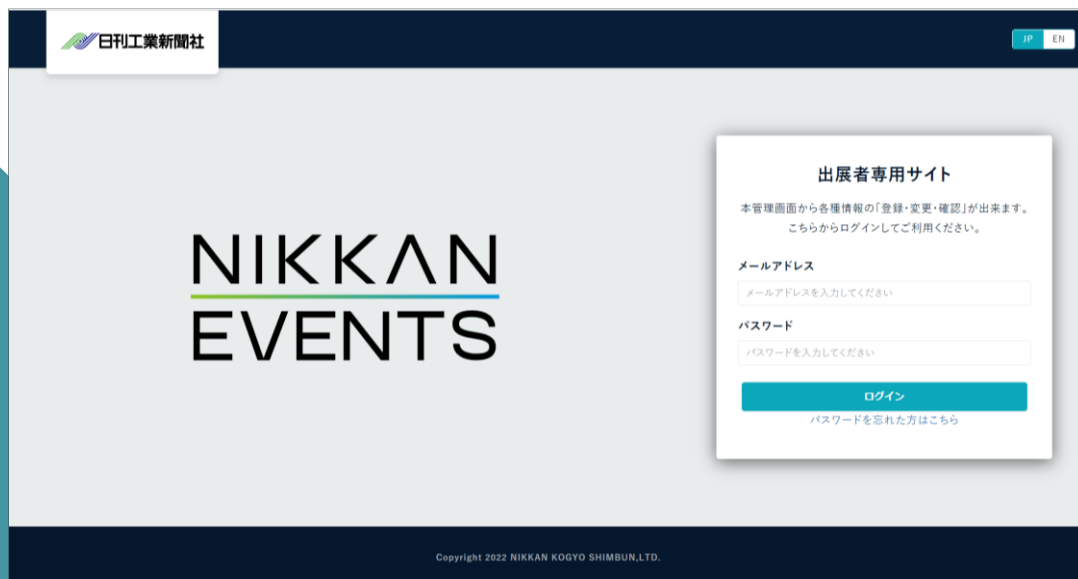 日刊工業新聞社
JP EN
NIKKAN
EVENTS
出展者専用サイト
本管理画面から各種情報の「登録・変更・確認」が出来ます。
こちらからログインしてご利用ください。
メールアドレス
メールアドレスを入力してください
パスワード
パスワードを入力してください
ログイン
パスワードを忘れた方はこちら
Copyright 2022 NIKKAN KOGYO SHIMBUN,LTD.